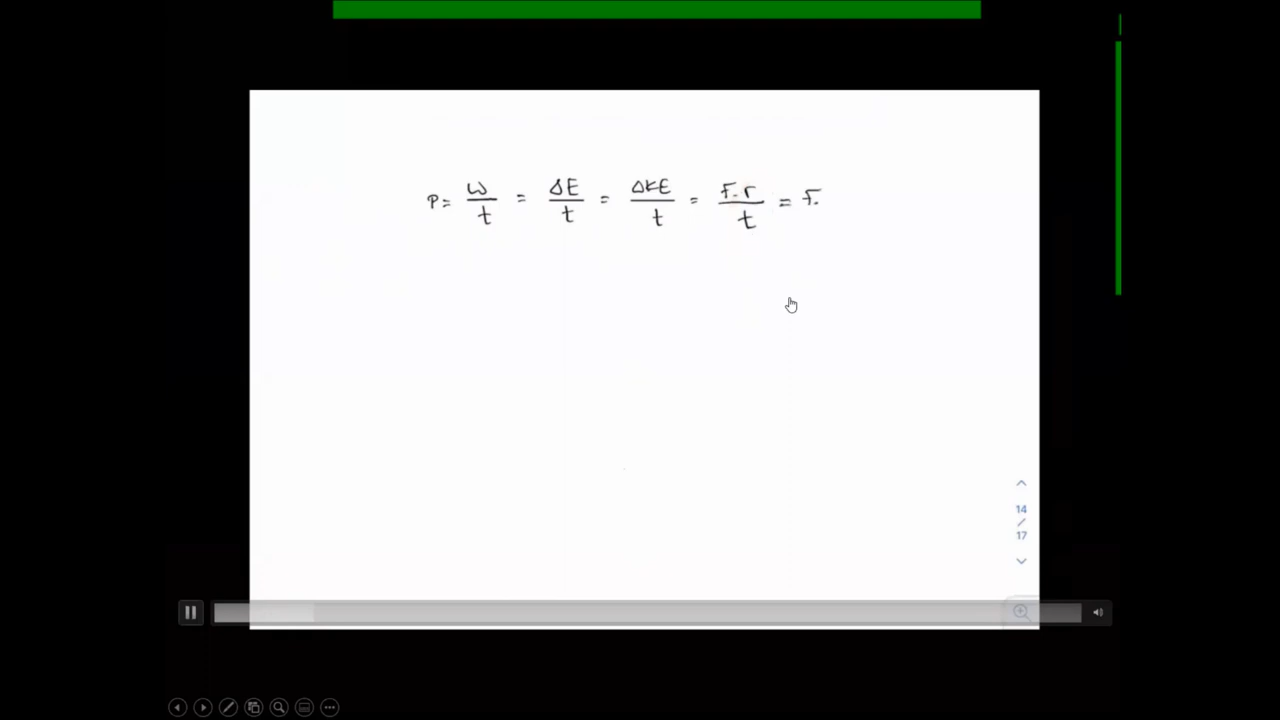 P = W/t = ΔE/t = ΔKE/t = F.r/t = F.
14
/
17